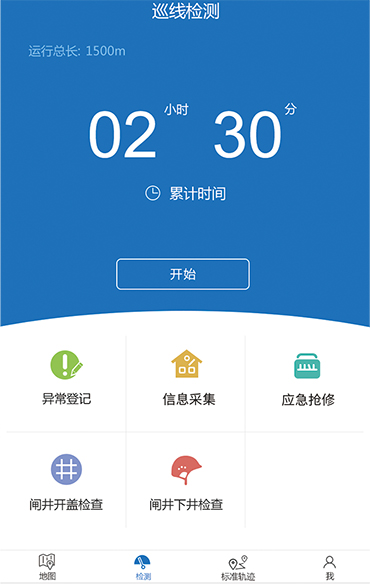 巡线检测
运行总长: 1500m
02 小时 30 分
累计时间
开始
异常登记 信息采集 应急抢修
闸井开盖检查 闸井下井检查
地图 检测 标准轨迹 我